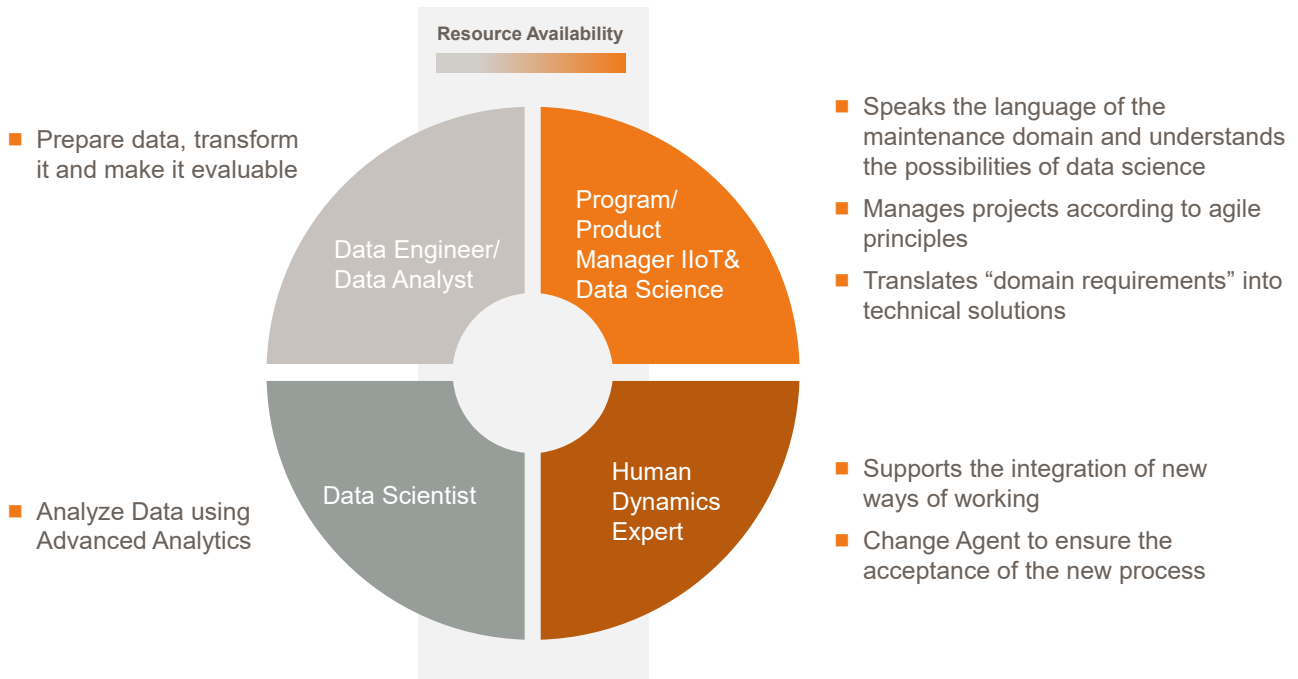 Resource Availability
Prepare data, transform
it and make it evaluable
Data Engineer/
Data Analyst
Program/
Product
Manager IIoT&
Data Science
Speaks the language of the
maintenance domain and understands
the possibilities of data science
Manages projects according to agile
principles
Translates “domain requirements” into
technical solutions
Analyze Data using
Advanced Analytics
Data Scientist
Human
Dynamics
Expert
Supports the integration of new
ways of working
Change Agent to ensure the
acceptance of the new process